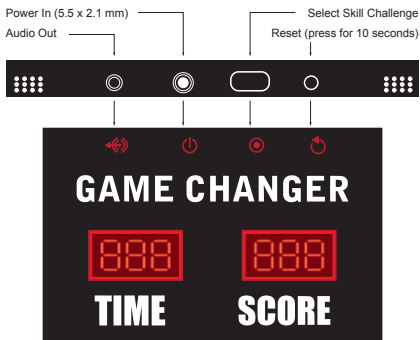 Power In (5.5 x 2.1 mm)
Select Skill Challenge
Audio Out
Reset (press for 10 seconds)
GAME CHANGER
888
888
TIME
SCORE